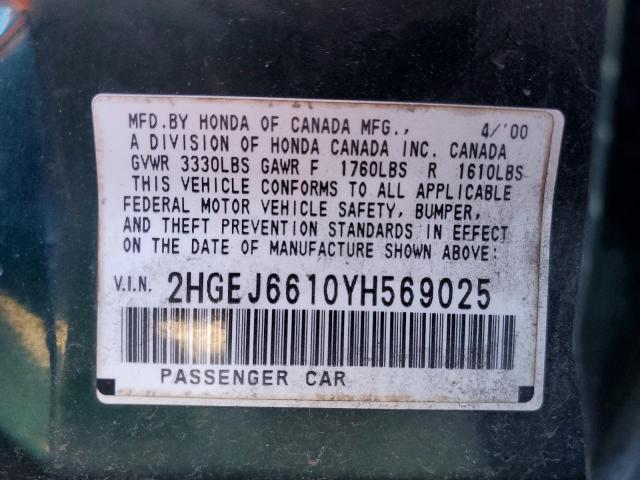 MFD.BY HONDA OF CANADA MFG., 4/'00
A DIVISION OF HONDA CANADA INC. CANADA
GVWR 3330LBS GAWR F 1760LBS R 1610LBS
THIS VEHICLE CONFORMS TO ALL APPLICABLE
FEDERAL MOTOR VEHICLE SAFETY, BUMPER,
AND THEFT PREVENTION STANDARDS IN EFFECT
ON THE DATE OF MANUFACTURE SHOWN ABOVE:
V.I.N. 2HGEJ6610YH569025
PASSENGER CAR